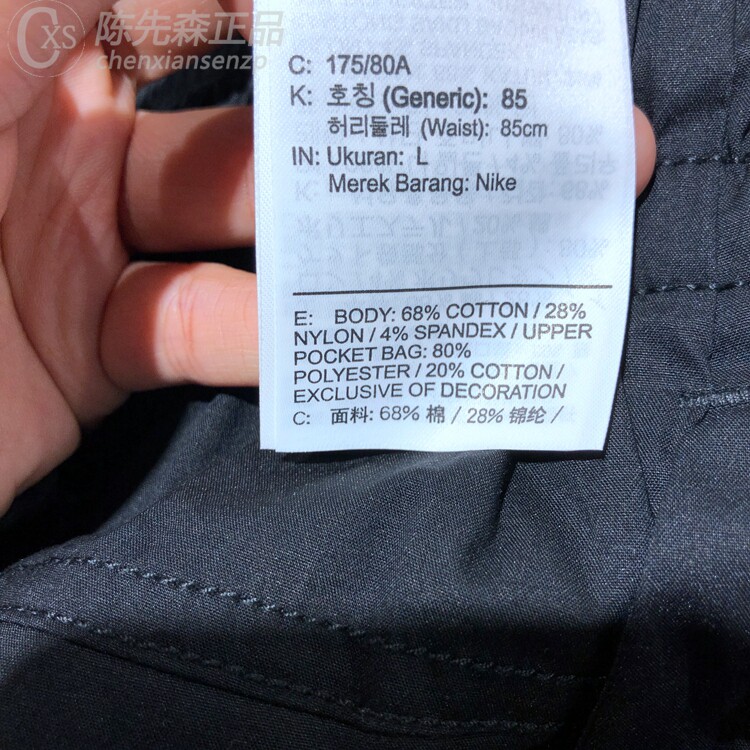 CXS 陈先森正品
chenxiansenzo
C: 175/80A
K: 호칭 (Generic): 85
허리둘레 (Waist): 85cm
IN: Ukuran: L
Merek Barang: Nike
E: BODY: 68% COTTON / 28%
NYLON / 4% SPANDEX / UPPER
POCKET BAG: 80%
POLYESTER / 20% COTTON /
EXCLUSIVE OF DECORATION
C: 面料: 68% 棉 / 28% 锦纶 /